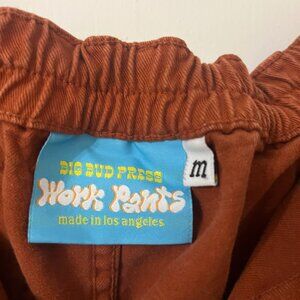 BIG BUD PRESS
Work Pants
made in los angeles
m